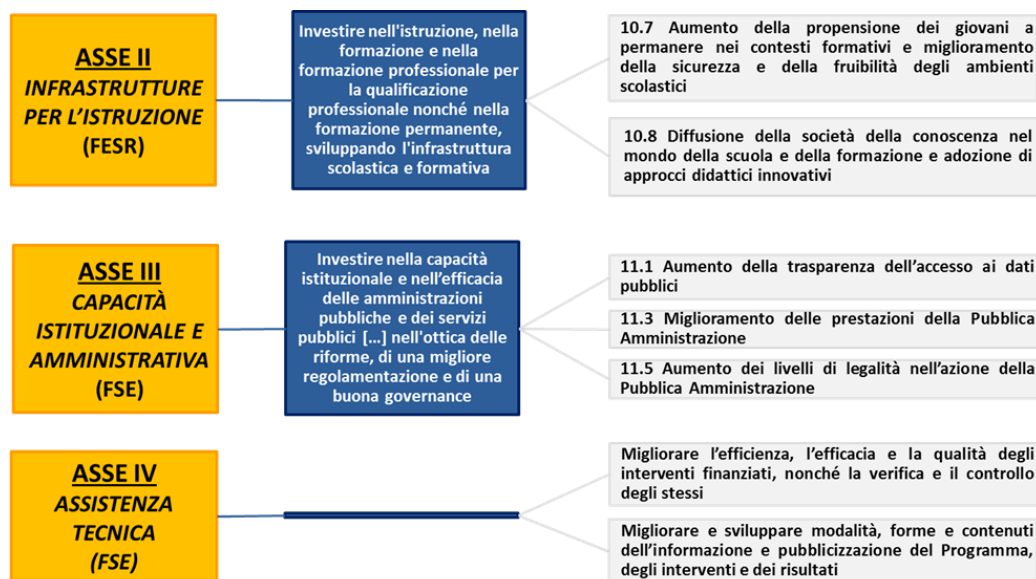 ASSE II
INFRASTRUTTURE
PER L'ISTRUZIONE
(FESR)
Investire nell'istruzione, nella
formazione e nella
formazione professionale per
la qualificazione
professionale nonché nella
formazione permanente,
sviluppando l'infrastruttura
scolastica e formativa
10.7 Aumento della propensione dei giovani a
permanere nei contesti formativi e miglioramento
della sicurezza e della fruibilità degli ambienti
scolastici
10.8 Diffusione della società della conoscenza nel
mondo della scuola e della formazione e adozione di
approcci didattici innovativi
ASSE III
CAPACITÀ
ISTITUZIONALE E
AMMINISTRATIVA
(FSE)
Investire nella capacità
istituzionale e nell'efficacia
delle amministrazioni
pubbliche e dei servizi
pubblici […] nell'ottica delle
riforme, di una migliore
regolamentazione e di una
buona governance
11.1 Aumento della trasparenza dell'accesso ai dati
pubblici
11.3 Miglioramento delle prestazioni della Pubblica
Amministrazione
11.5 Aumento dei livelli di legalità nell'azione della
Pubblica Amministrazione
ASSE IV
ASSISTENZA
TECNICA
(FSE)
Migliorare l'efficienza, l'efficacia e la qualità degli
interventi finanziati, nonché la verifica e il controllo
degli stessi
Migliorare e sviluppare modalità, forme e contenuti
dell'informazione e pubblicizzazione del Programma,
degli interventi e dei risultati